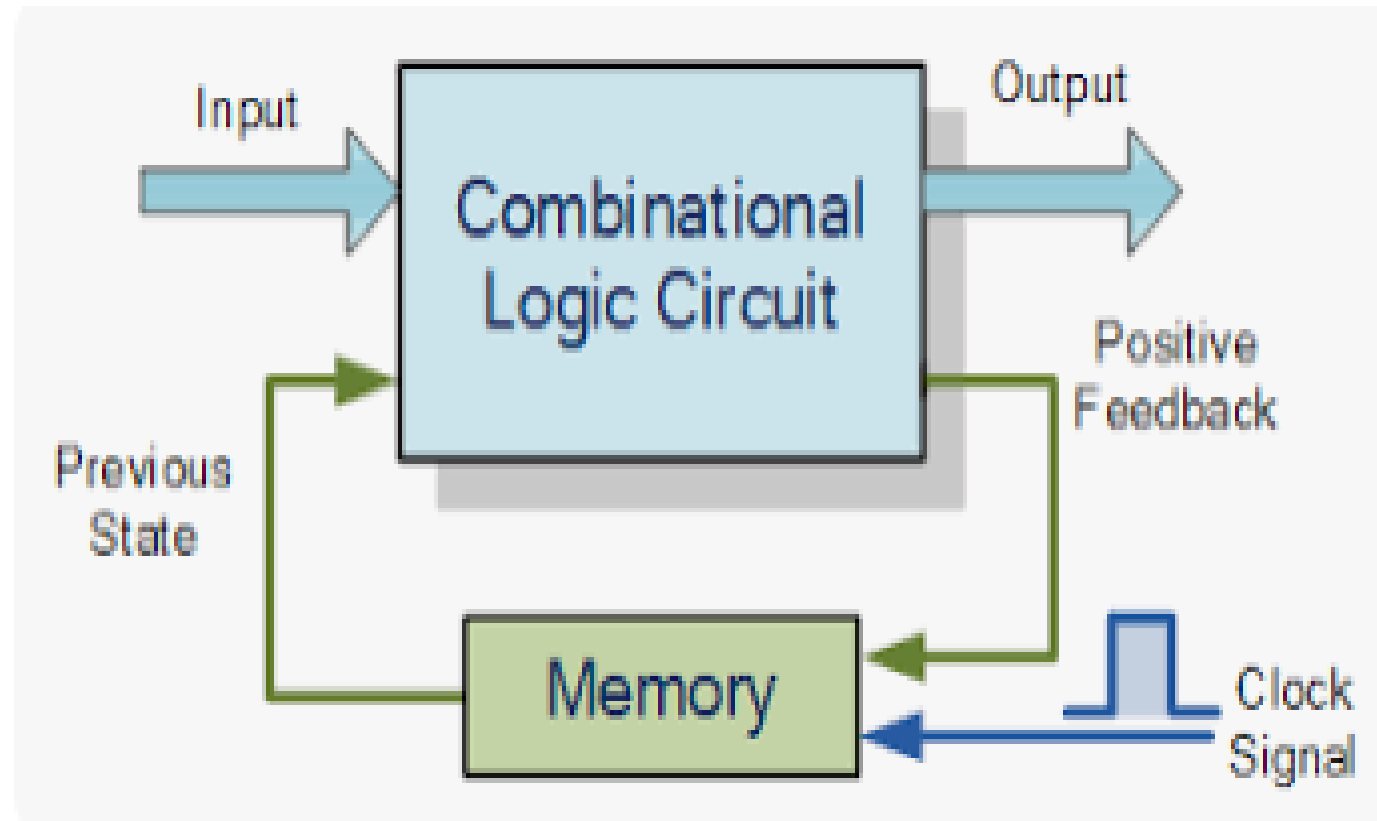 Input
Output
Combinational
Logic Circuit
Positive
Feedback
Previous
State
Memory
Clock
Signal